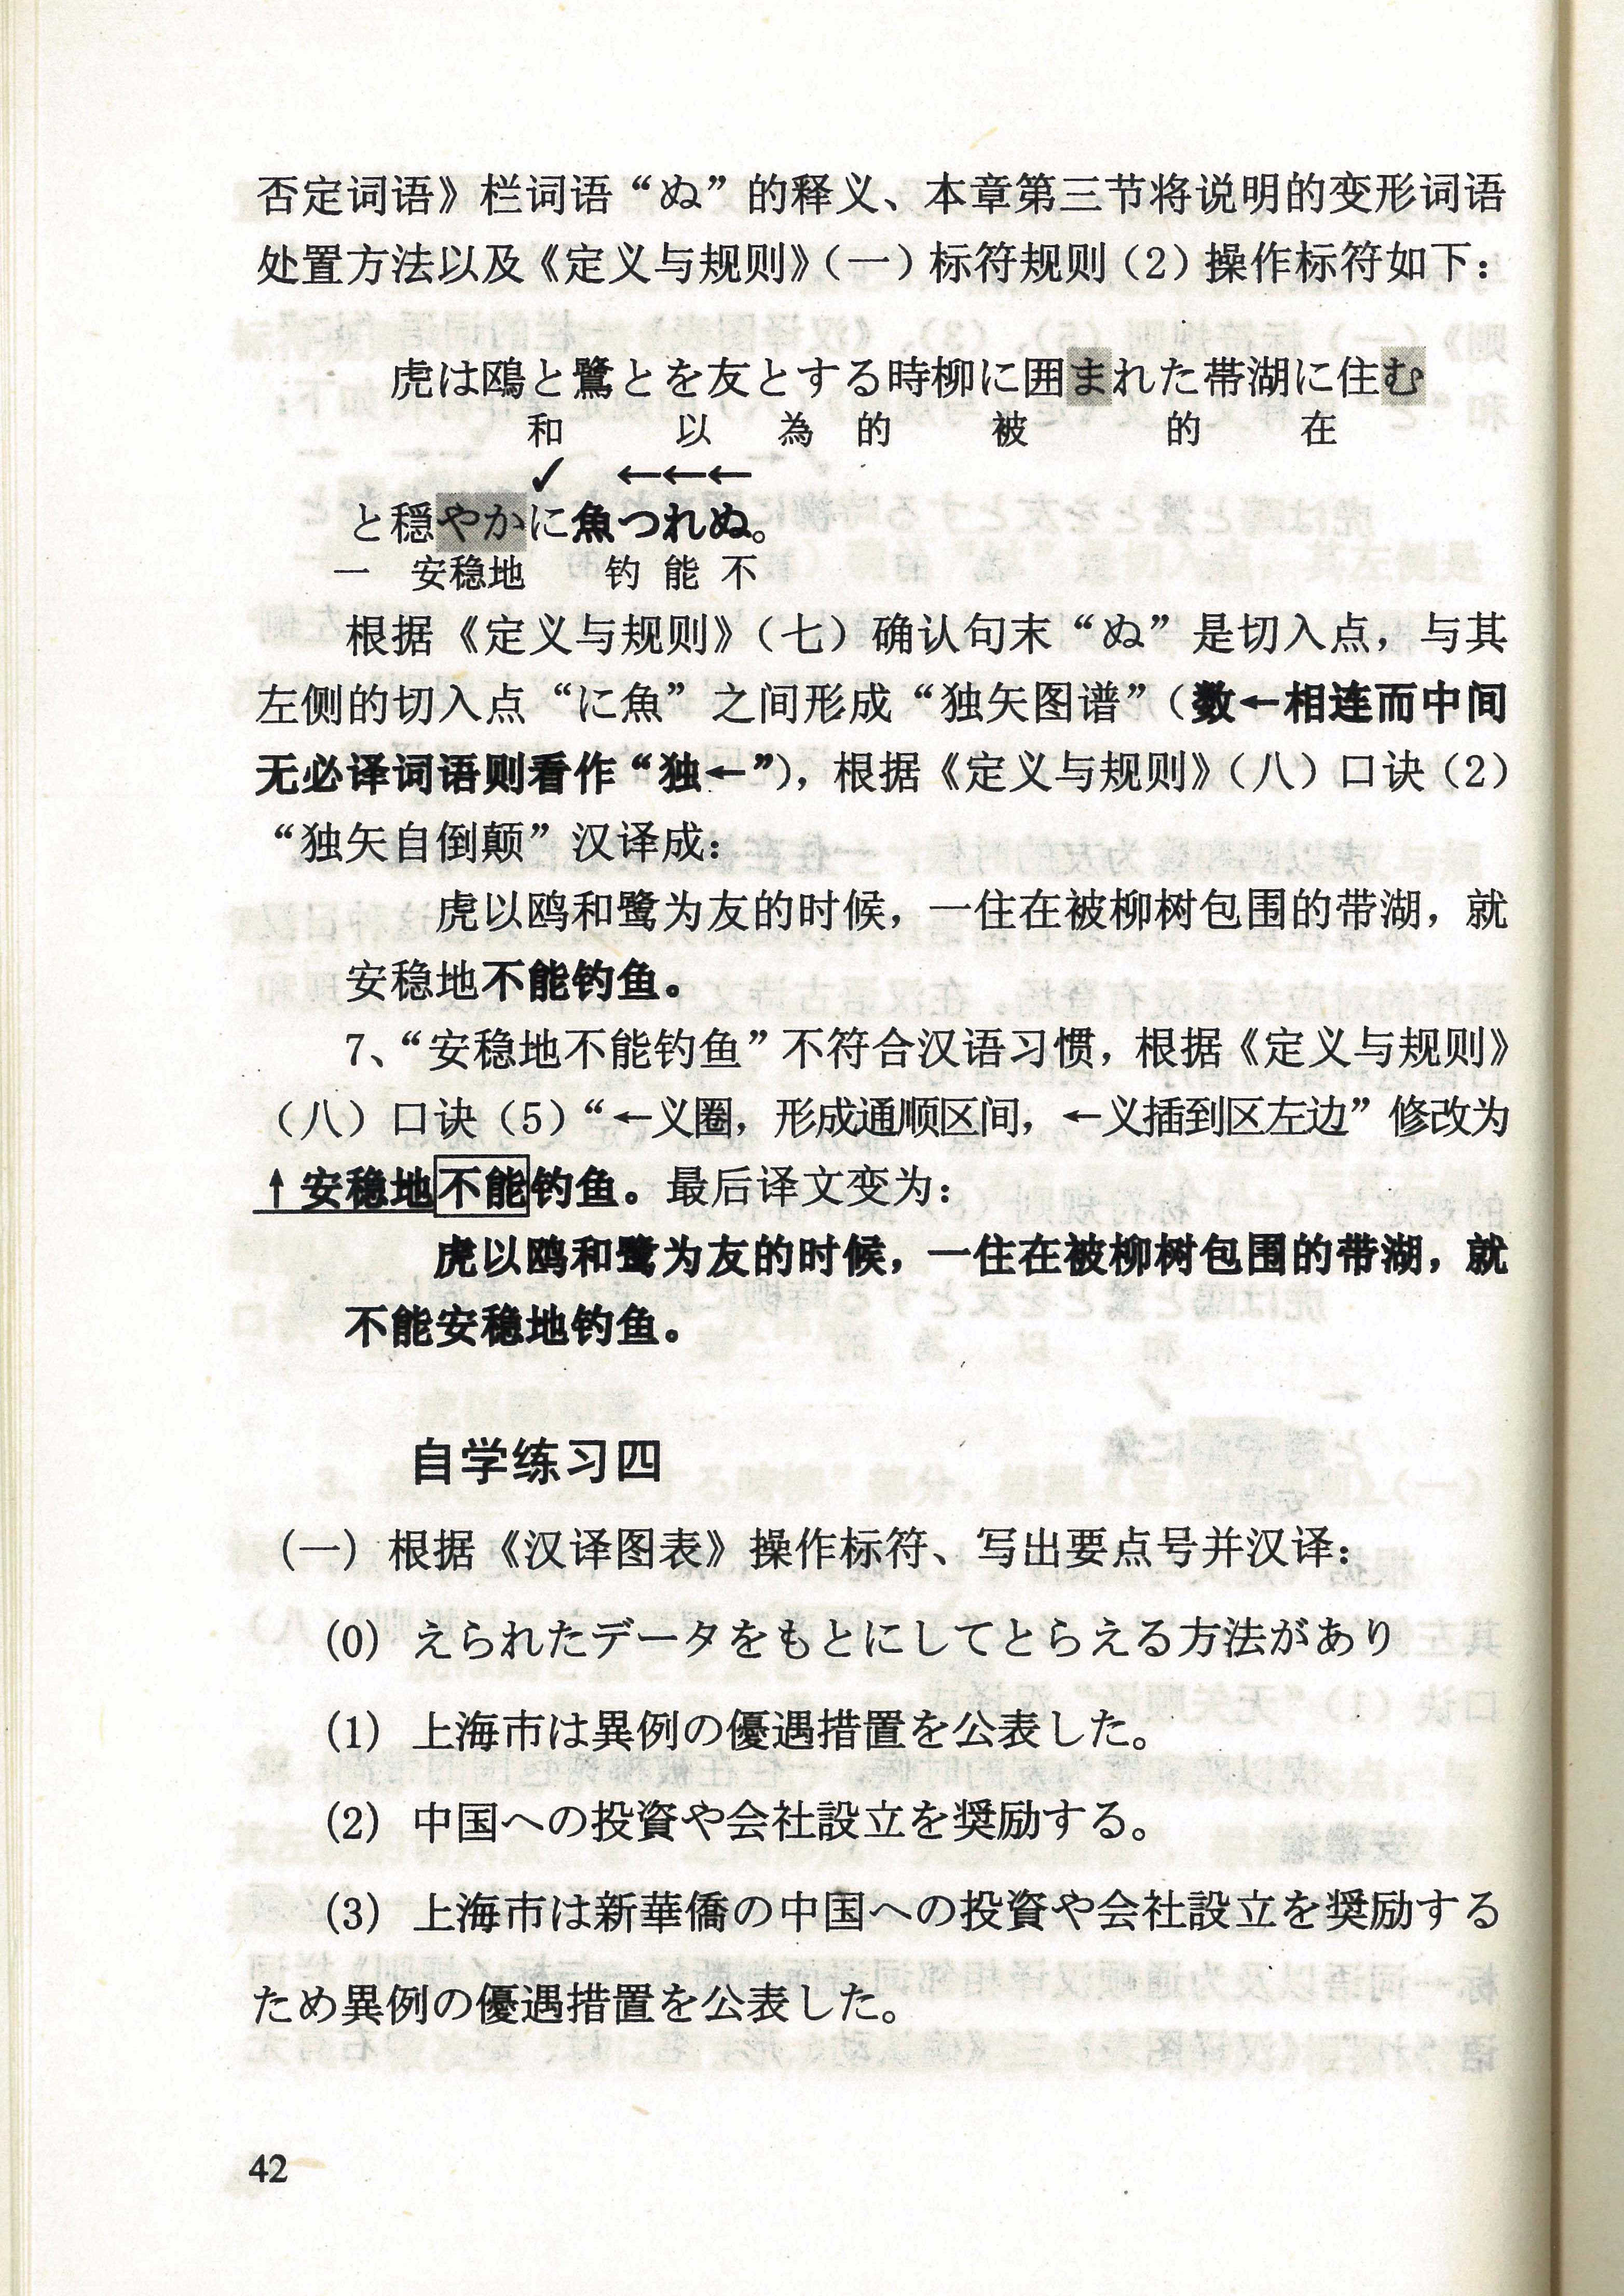 否定词语》栏词语“ぬ”的释义、本章第三节将说明的变形词语
处置方法以及《定义与规则》(一)标符规则(2)操作标符如下:
虎は鴎と鷺とを友とする時柳に囲まれた帯湖に住む
和 以 為 的 被 的 在
✓ ←←←
と穏やかに魚つれぬ。
一 安稳地 钓 能 不
根据《定义与规则》(七)确认句末“ぬ”是切入点,与其
左侧的切入点“に魚”之间形成“独矢图谱”(数←相连而中间
无必译词语则看作“独←”),根据《定义与规则》(八)口诀(2)
“独矢自倒颠”汉译成:
虎以鸥和鹭为友的时候,一住在被柳树包围的带湖,就
安稳地不能钓鱼。
7、“安稳地不能钓鱼”不符合汉语习惯,根据《定义与规则》
(八)口诀(5)“←义圈,形成通顺区间,←义插到区左边”修改为
↑安稳地不能钓鱼。最后译文变为:
虎以鸥和鹭为友的时候,一住在被柳树包围的带湖,就
不能安稳地钓鱼。
自学练习四
(一)根据《汉译图表》操作标符、写出要点号并汉译:
(0) えられたデータをもとにしてとらえる方法があり
(1) 上海市は異例の優遇措置を公表した。
(2) 中国への投資や会社設立を奨励する。
(3) 上海市は新華僑の中国への投資や会社設立を奨励する
ため異例の優遇措置を公表した。
42